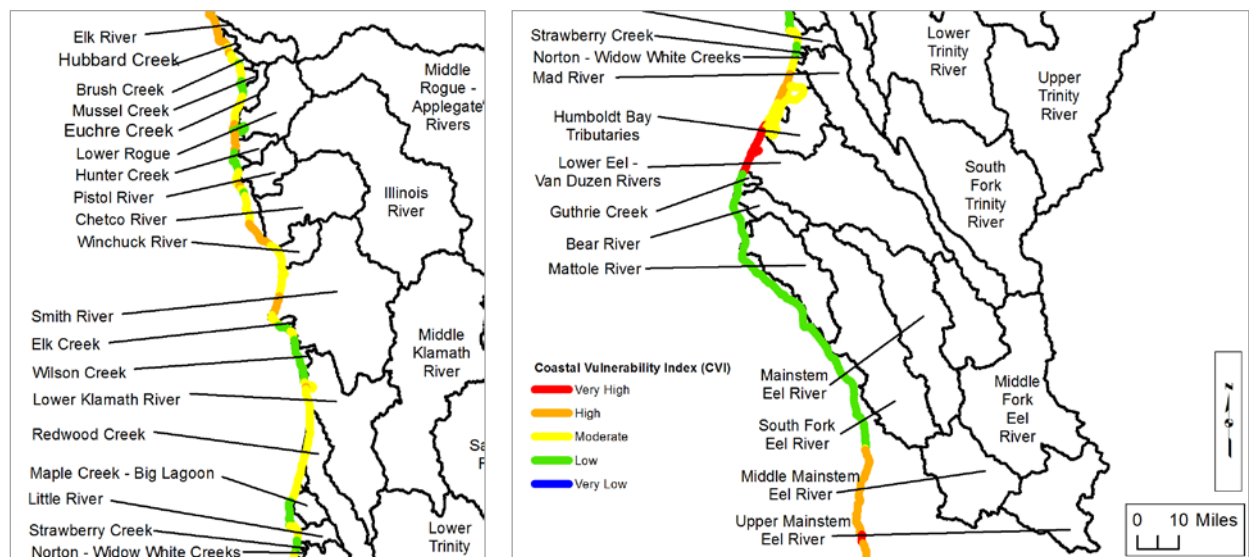 Elk River
Hubbard Creek
Brush Creek
Mussel Creek
Euchre Creek
Lower Rogue
Hunter Creek
Pistol River
Chetco River
Winchuck River
Smith River
Elk Creek
Wilson Creek
Lower Klamath River
Redwood Creek
Maple Creek - Big Lagoon
Little River
Strawberry Creek
Norton - Widow White Creeks
Middle
Rogue -
Applegate
Rivers
Illinois
River
Middle
Klamath
River
Lower
Trinity
Strawberry Creek
Norton - Widow White Creeks
Mad River
Humboldt Bay
Tributaries
Lower Eel -
Van Duzen Rivers
Guthrie Creek
Bear River
Mattole River
Lower
Trinity
River
Upper
Trinity
River
South
Fork
Trinity
River
Coastal Vulnerability Index (CVI)
Very High
High
Moderate
Low
Very Low
Mainstem
Eel River
South Fork
Eel River
Middle
Fork
Eel
River
Middle Mainstem
Eel River
Upper Mainstem
Eel River
N
0 10 Miles